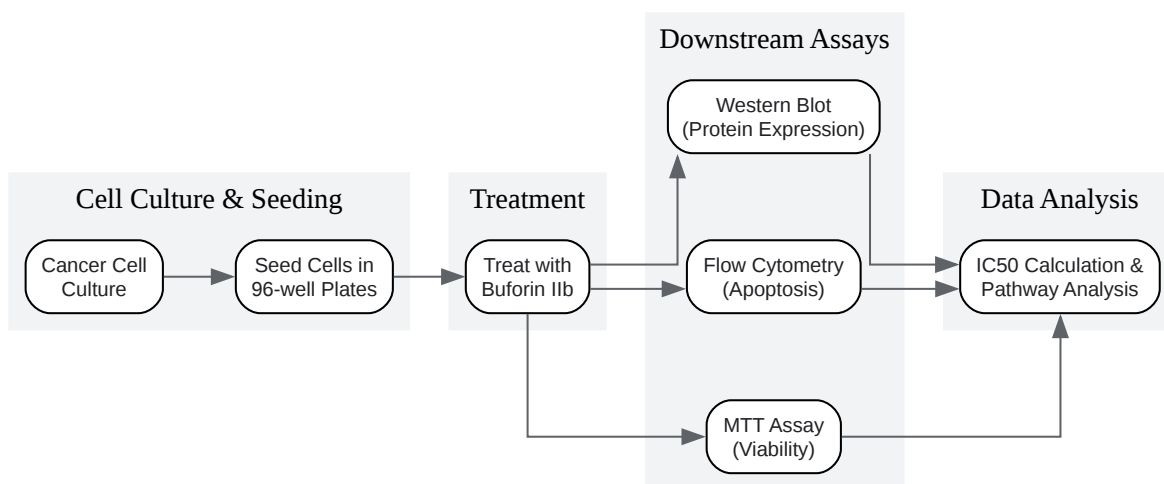 Cell Culture & Seeding
Cancer Cell
Culture
Seed Cells in
96-well Plates
Treatment
Treat with
Buforin IIb
Downstream Assays
Western Blot
(Protein Expression)
Flow Cytometry
(Apoptosis)
MTT Assay
(Viability)
Data Analysis
IC50 Calculation &
Pathway Analysis